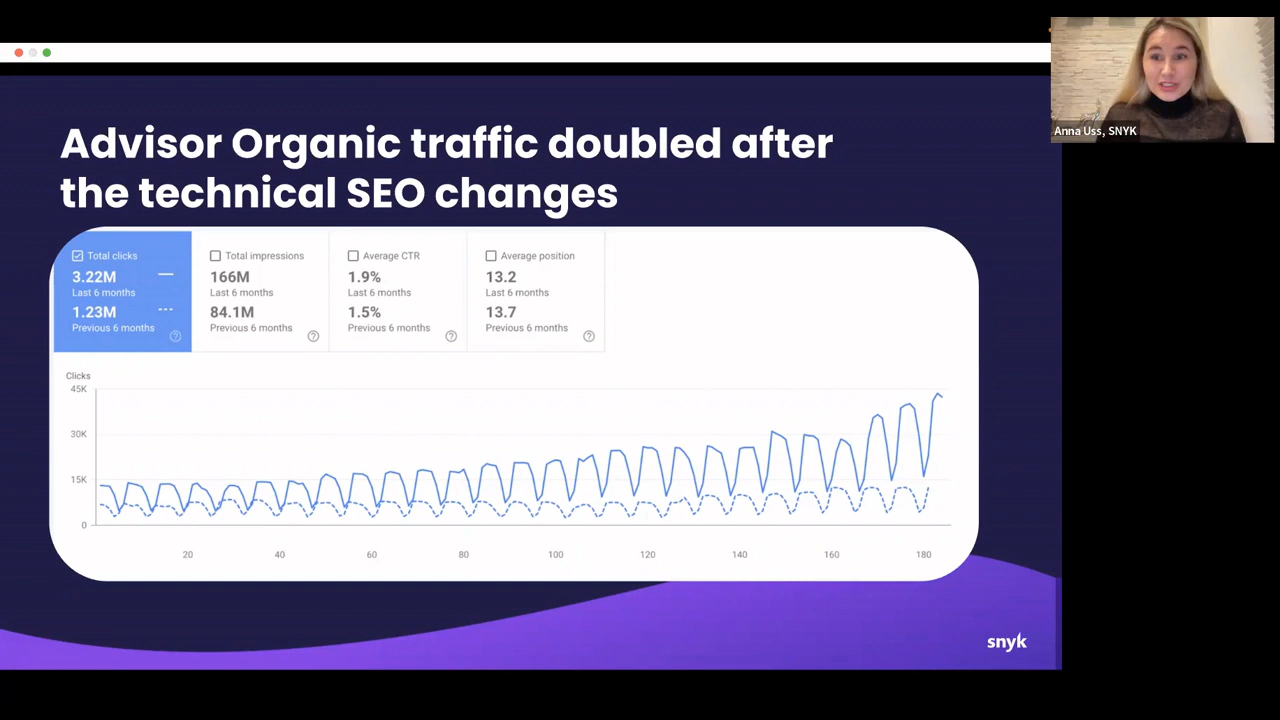 Anna Uss, SNYK
Advisor Organic traffic doubled after
the technical SEO changes
Total clicks
3.22M
Last 6 months
1.23M
Previous 6 months
Total impressions
166M
Last 6 months
84.1M
Previous 6 months
Average CTR
1.9%
Last 6 months
1.5%
Previous 6 months
Average position
13.2
Last 6 months
13.7
Previous 6 months
Clicks
45K
30K
15K
0
20 40 60 80 100 120 140 160 180
snyk